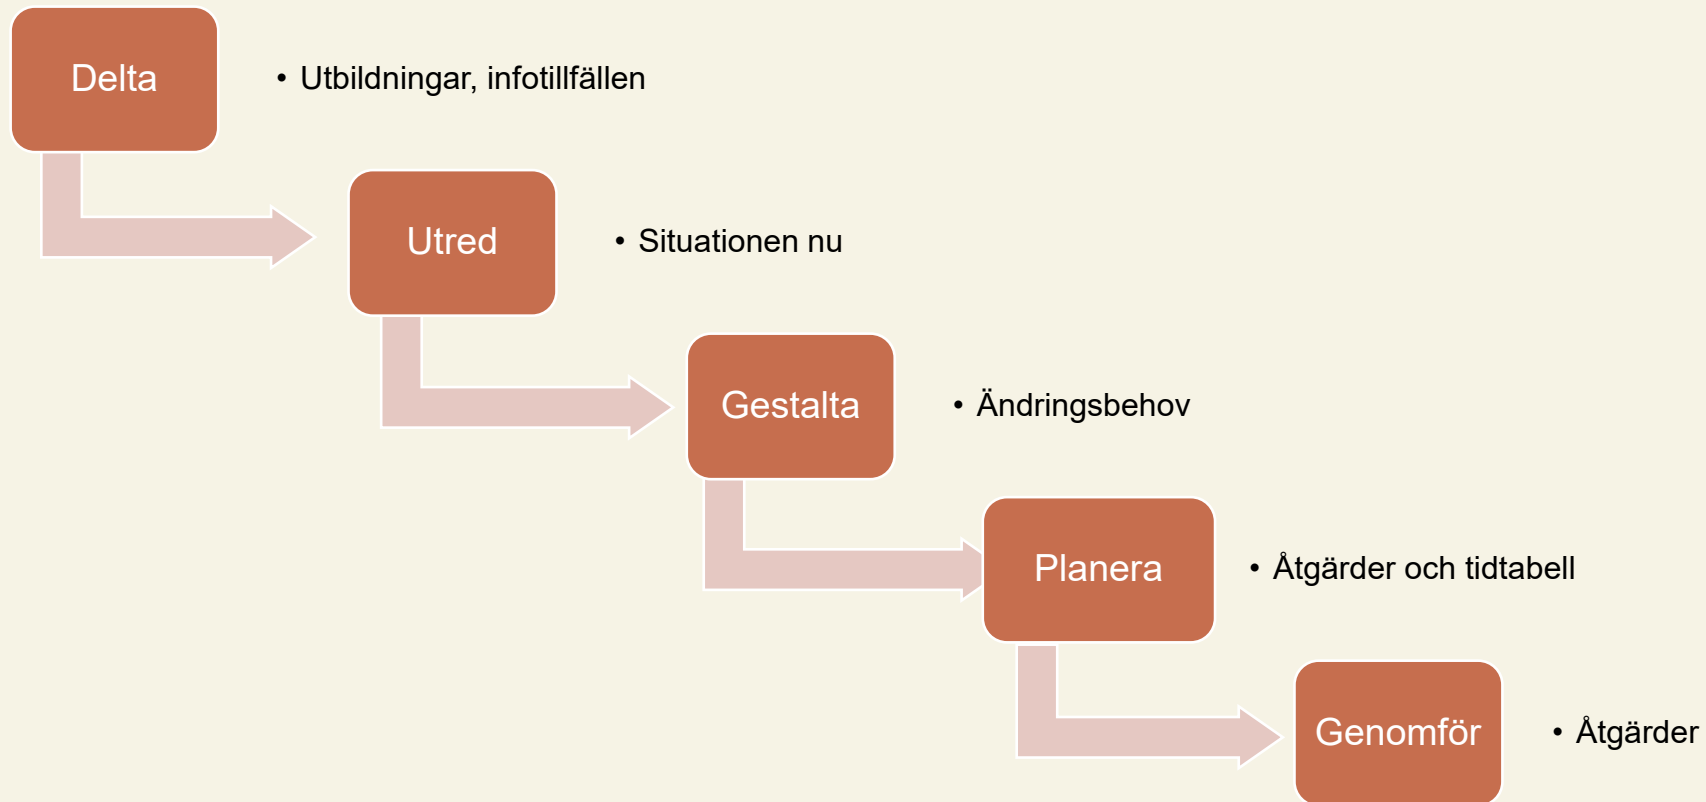 Delta
• Utbildningar, infotillfällen
Utred
• Situationen nu
Gestalta
• Ändringsbehov
Planera
• Åtgärder och tidtabell
Genomför
• Åtgärder